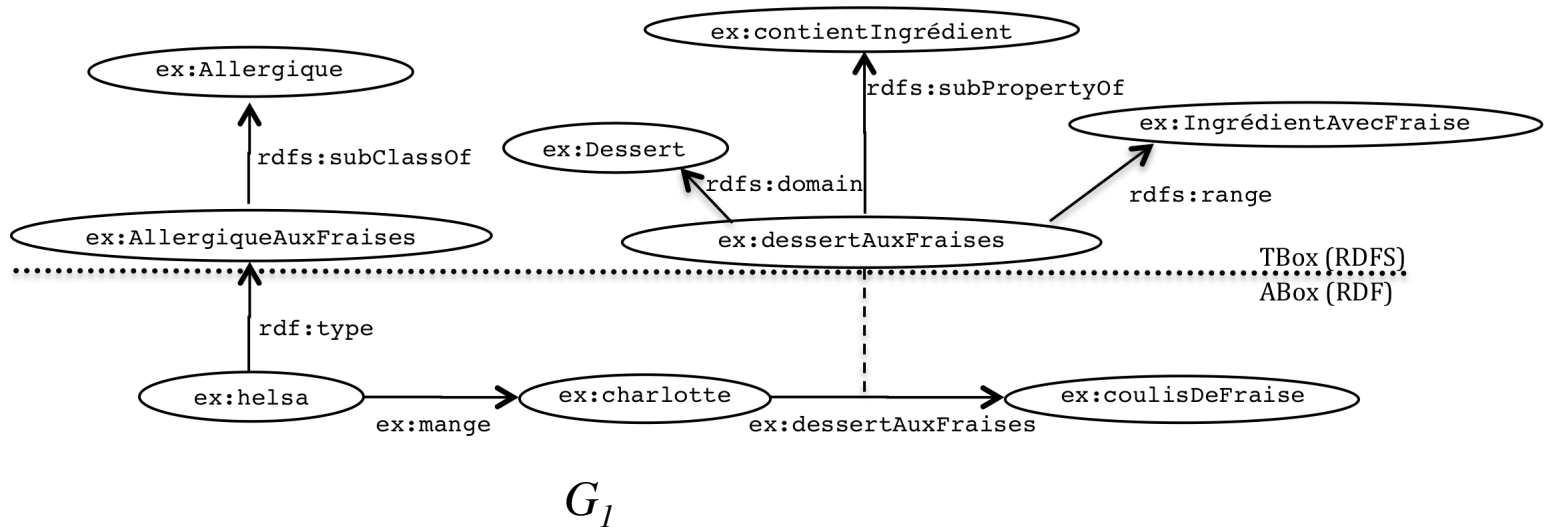 ex:contientIngrédient
ex:Allergique
rdfs:subPropertyOf
ex:IngrédientAvecFraise
ex:Dessert
rdfs:subClassOf
rdfs:domain
rdfs:range
ex:AllergiqueAuxFraises
ex:dessertAuxFraises
TBox (RDFS)
ABox (RDF)
rdf:type
ex:helsa
ex:charlotte
ex:coulisDeFraise
ex:mange
ex:dessertAuxFraises
G1